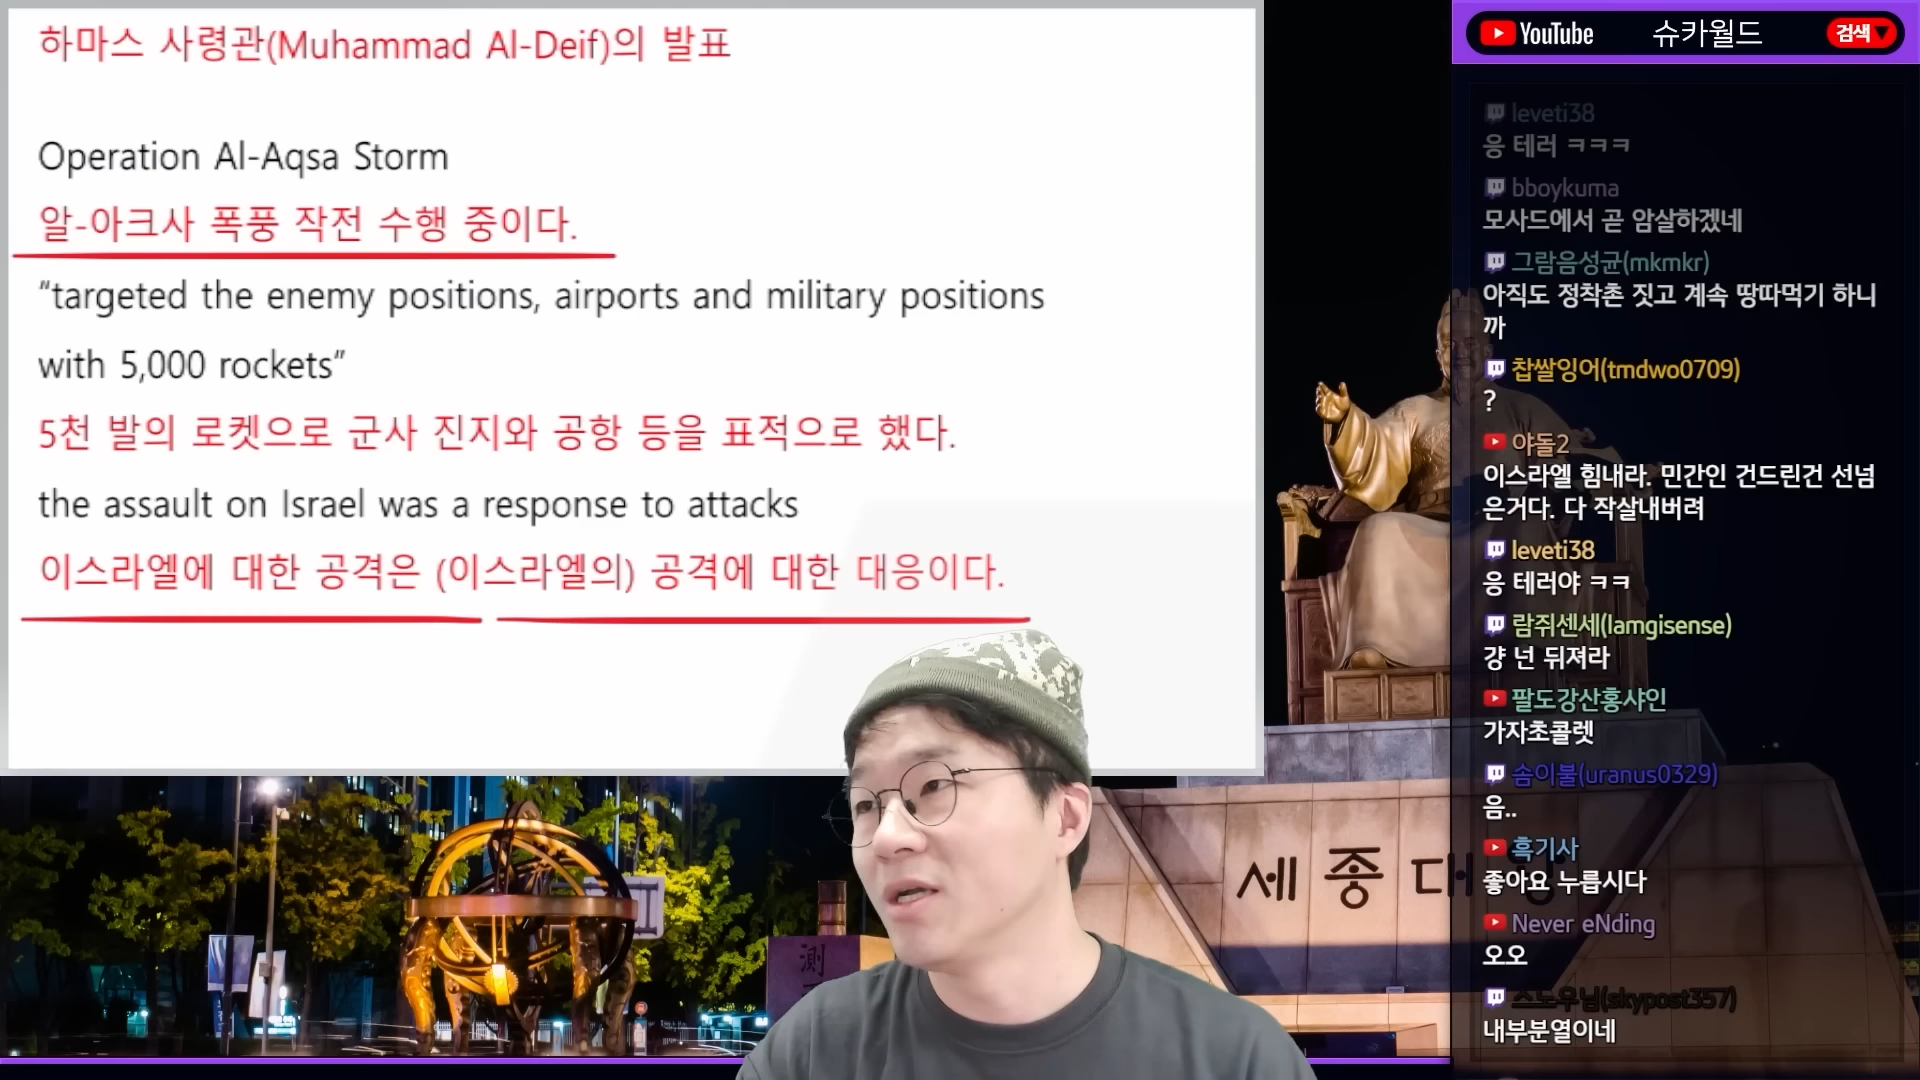 하마스 사령관(Muhammad Al-Deif)의 발표
Operation Al-Aqsa Storm
알-아크사 폭풍 작전 수행 중이다.
“targeted the enemy positions, airports and military positions
with 5,000 rockets”
5천 발의 로켓으로 군사 진지와 공항 등을 표적으로 했다.
the assault on Israel was a response to attacks
이스라엘에 대한 공격은 (이스라엘의) 공격에 대한 대응이다.
세종대
測
YouTube 슈카월드 검색
leveti38
응 테러 ㅋㅋㅋ
bboykuma
모사드에서 곧 암살하겠네
그람음성균(mkmkr)
아직도 정착촌 짓고 계속 땅따먹기 하니
까
찹쌀잉어(tmdwo0709)
?
야돌2
이스라엘 힘내라. 민간인 건드린건 선넘
은거다. 다 작살내버려
leveti38
응 테러야 ㅋㅋ
람쥐센세(lamgisense)
걍 넌 뒤져라
팔도강산홍샤인
가자초콜렛
솜이불(uranus0329)
음..
흑기사
좋아요 누릅시다
Never eNding
오오
스노우님(skypost357)
내부분열이네